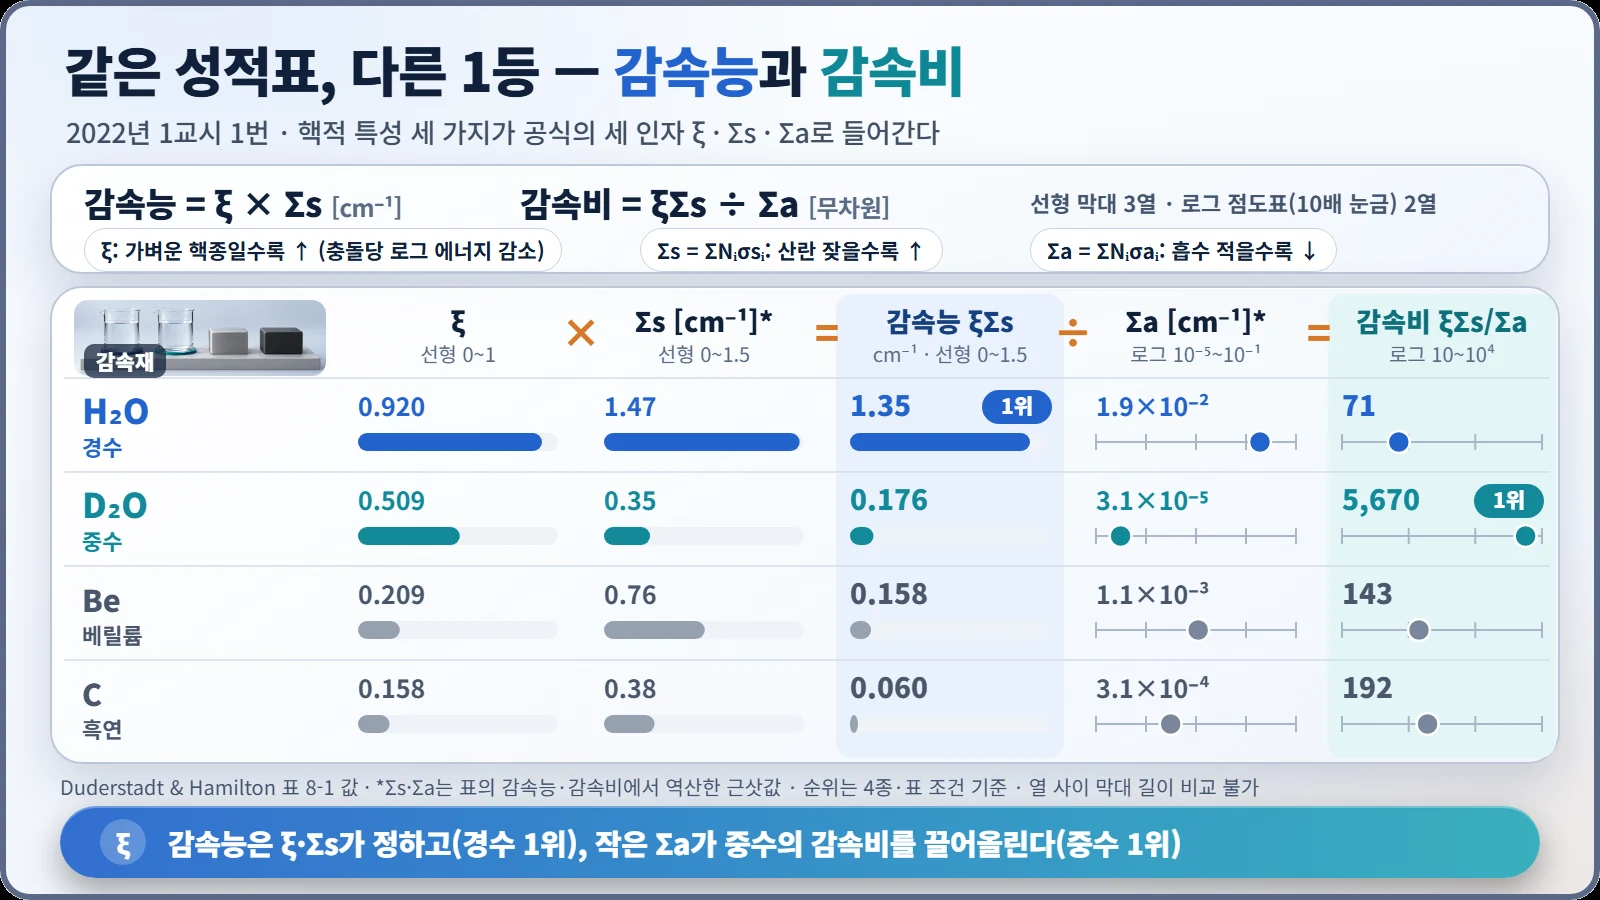 같은 성적표, 다른 1등 — 감속능과 감속비
2022년 1교시 1번 · 핵적 특성 세 가지가 공식의 세 인자 ξ · Σs · Σa로 들어간다
감속능 = ξ × Σs [cm⁻¹]
감속비 = ξΣs ÷ Σa [무차원]
선형 막대 3열 · 로그 점도표(10배 눈금) 2열
ξ: 가벼운 핵종일수록 ↑ (충돌당 로그 에너지 감소)
Σs = ΣNᵢσsᵢ: 산란 잦을수록 ↑
Σa = ΣNᵢσaᵢ: 흡수 적을수록 ↓
감속재
ξ
선형 0~1
×
Σs [cm⁻¹]*
선형 0~1.5
=
감속능 ξΣs
cm⁻¹ · 선형 0~1.5
÷
Σa [cm⁻¹]*
로그 10⁻⁵~10⁻¹
=
감속비 ξΣs/Σa
로그 10~10⁴
H₂O
경수
0.920
1.47
1.35
1위
1.9×10⁻²
71
D₂O
중수
0.509
0.35
0.176
3.1×10⁻⁵
5,670
1위
Be
베릴륨
0.209
0.76
0.158
1.1×10⁻³
143
C
흑연
0.158
0.38
0.060
3.1×10⁻⁴
192
Duderstadt & Hamilton 표 8-1 값 · *Σs·Σa는 표의 감속능·감속비에서 역산한 근삿값 · 순위는 4종·표 조건 기준 · 열 사이 막대 길이 비교 불가
ξ
감속능은 ξ·Σs가 정하고(경수 1위), 작은 Σa가 중수의 감속비를 끌어올린다(중수 1위)